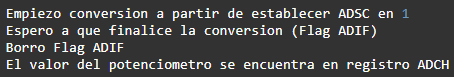 Empiezo conversion a partir de establecer ADSC en 1
Espero a que finalice la conversion (Flag ADIF)
Borro Flag ADIF
El valor del potenciometro se encuentra en registro ADCH